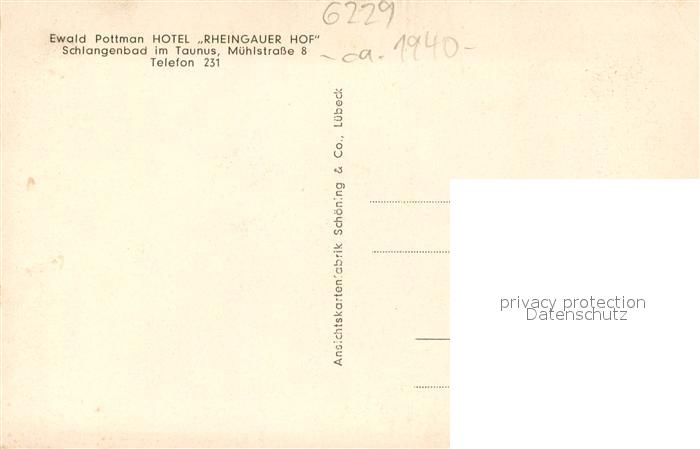 6229
Ewald Pottman HOTEL „RHEINGAUER HOF"
Schlangenbad im Taunus, Mühlstraße 8
Telefon 231
- ca. 1940 -
Ansichtskartenfabrik Schöning & Co., Lübeck
privacy protection
Datenschutz